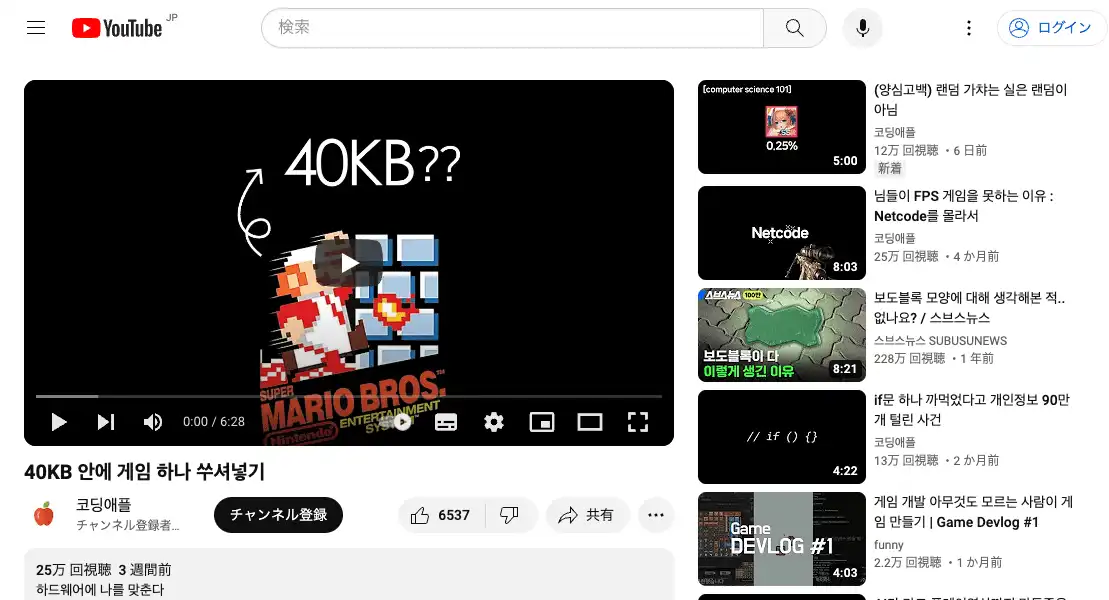 YouTube JP
検索
ログイン
40KB??
SUPER
MARIO BROS.™
ENTERTAINMENT
SYSTEM
Nintendo
0:00 / 6:28
40KB 안에 게임 하나 쑤셔넣기
코딩애플
チャンネル登録者...
チャンネル登録
6537
共有
25万 回視聴 3 週間前
하드웨어에 나를 맞춘다
[computer science 101]
SS
0.25%
5:00
(양심고백) 랜덤 가챠는 실은 랜덤이
아님
코딩애플
12万 回視聴 ・6 日前
新着
Netcode
8:03
님들이 FPS 게임을 못하는 이유 :
Netcode를 몰라서
코딩애플
25万 回視聴 ・4 か月前
스브스뉴스 100만
보도블록이 다
이렇게 생긴 이유
8:21
보도블록 모양에 대해 생각해본 적..
없나요? / 스브스뉴스
스브스뉴스 SUBUSUNEWS
228万 回視聴 ・1 年前
// if () {}
4:22
if문 하나 까먹었다고 개인정보 90만
개 털린 사건
코딩애플
13万 回視聴 ・2 か月前
Game
DEVLOG #1
4:03
게임 개발 아무것도 모르는 사람이 게
임 만들기 | Game Devlog #1
funny
2.2万 回視聴 ・1 か月前